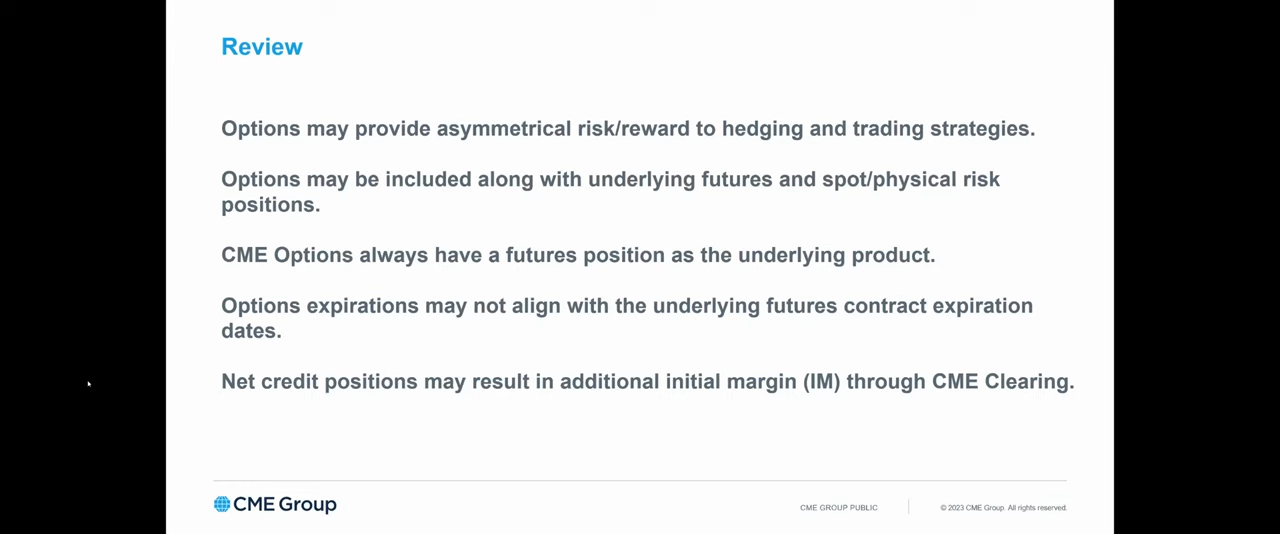 Review
Options may provide asymmetrical risk/reward to hedging and trading strategies.
Options may be included along with underlying futures and spot/physical risk
positions.
CME Options always have a futures position as the underlying product.
Options expirations may not align with the underlying futures contract expiration
dates.
Net credit positions may result in additional initial margin (IM) through CME Clearing.
CME Group
CME GROUP PUBLIC
© 2023 CME Group. All rights reserved.